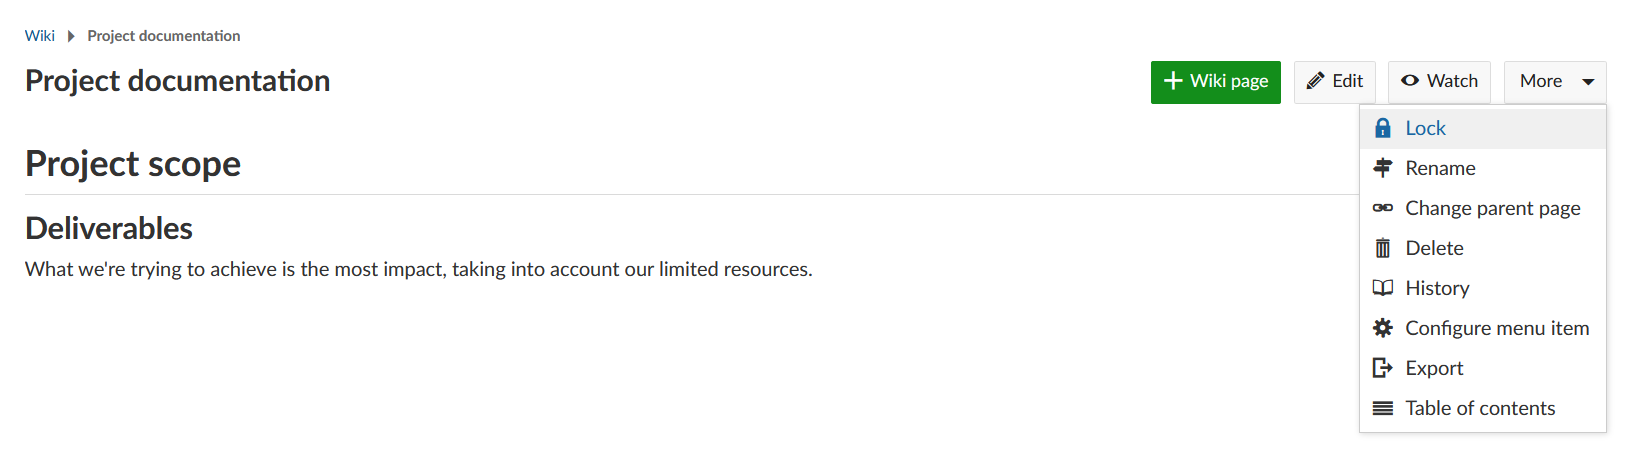 Wiki Project documentation
Project documentation
Wiki page Edit Watch More
Lock
Project scope
Rename
Change parent page
Deliverables
Delete
What we're trying to achieve is the most impact, taking into account our limited resources.
History
Configure menu item
Export
Table of contents